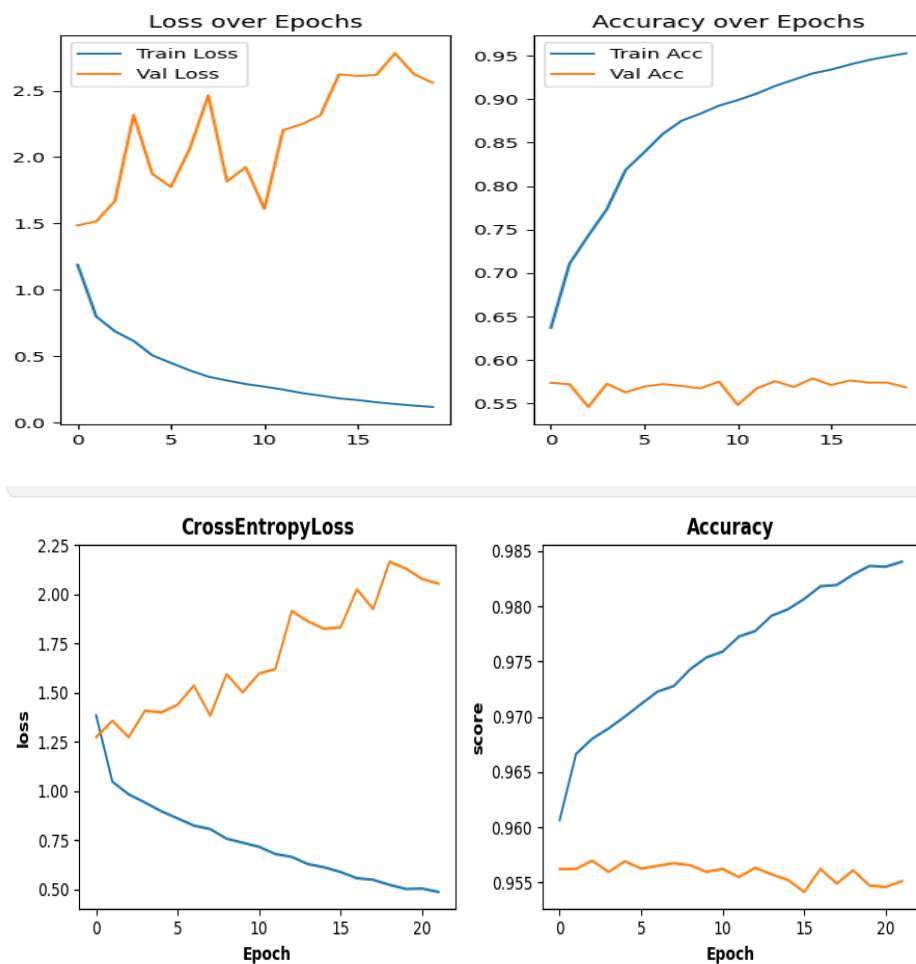 Loss over Epochs
Train Loss
Val Loss
2.5
2.0
1.5
1.0
0.5
0.0
0 5 10 15
Accuracy over Epochs
Train Acc
Val Acc
0.95
0.90
0.85
0.80
0.75
0.70
0.65
0.60
0.55
0 5 10 15
CrossEntropyLoss
2.25
2.00
1.75
1.50
1.25
1.00
0.75
0.50
loss
0 5 10 15 20
Epoch
Accuracy
0.985
0.980
0.975
0.970
0.965
0.960
0.955
score
0 5 10 15 20
Epoch